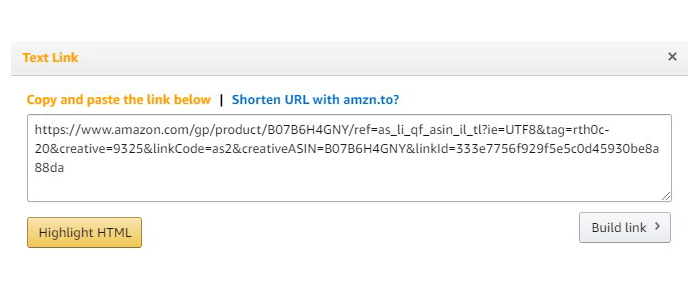 Text Link
Copy and paste the link below | Shorten URL with amzn.to?
https://www.amazon.com/gp/product/B07B6H4GNY/ref=as_li_qf_asin_il_tl?ie=UTF8&tag=rth0c-
20&creative=9325&linkCode=as2&creativeASIN=B07B6H4GNY&linkId=333e7756f929f5e5c0d45930be8a
88da
Highlight HTML
Build link